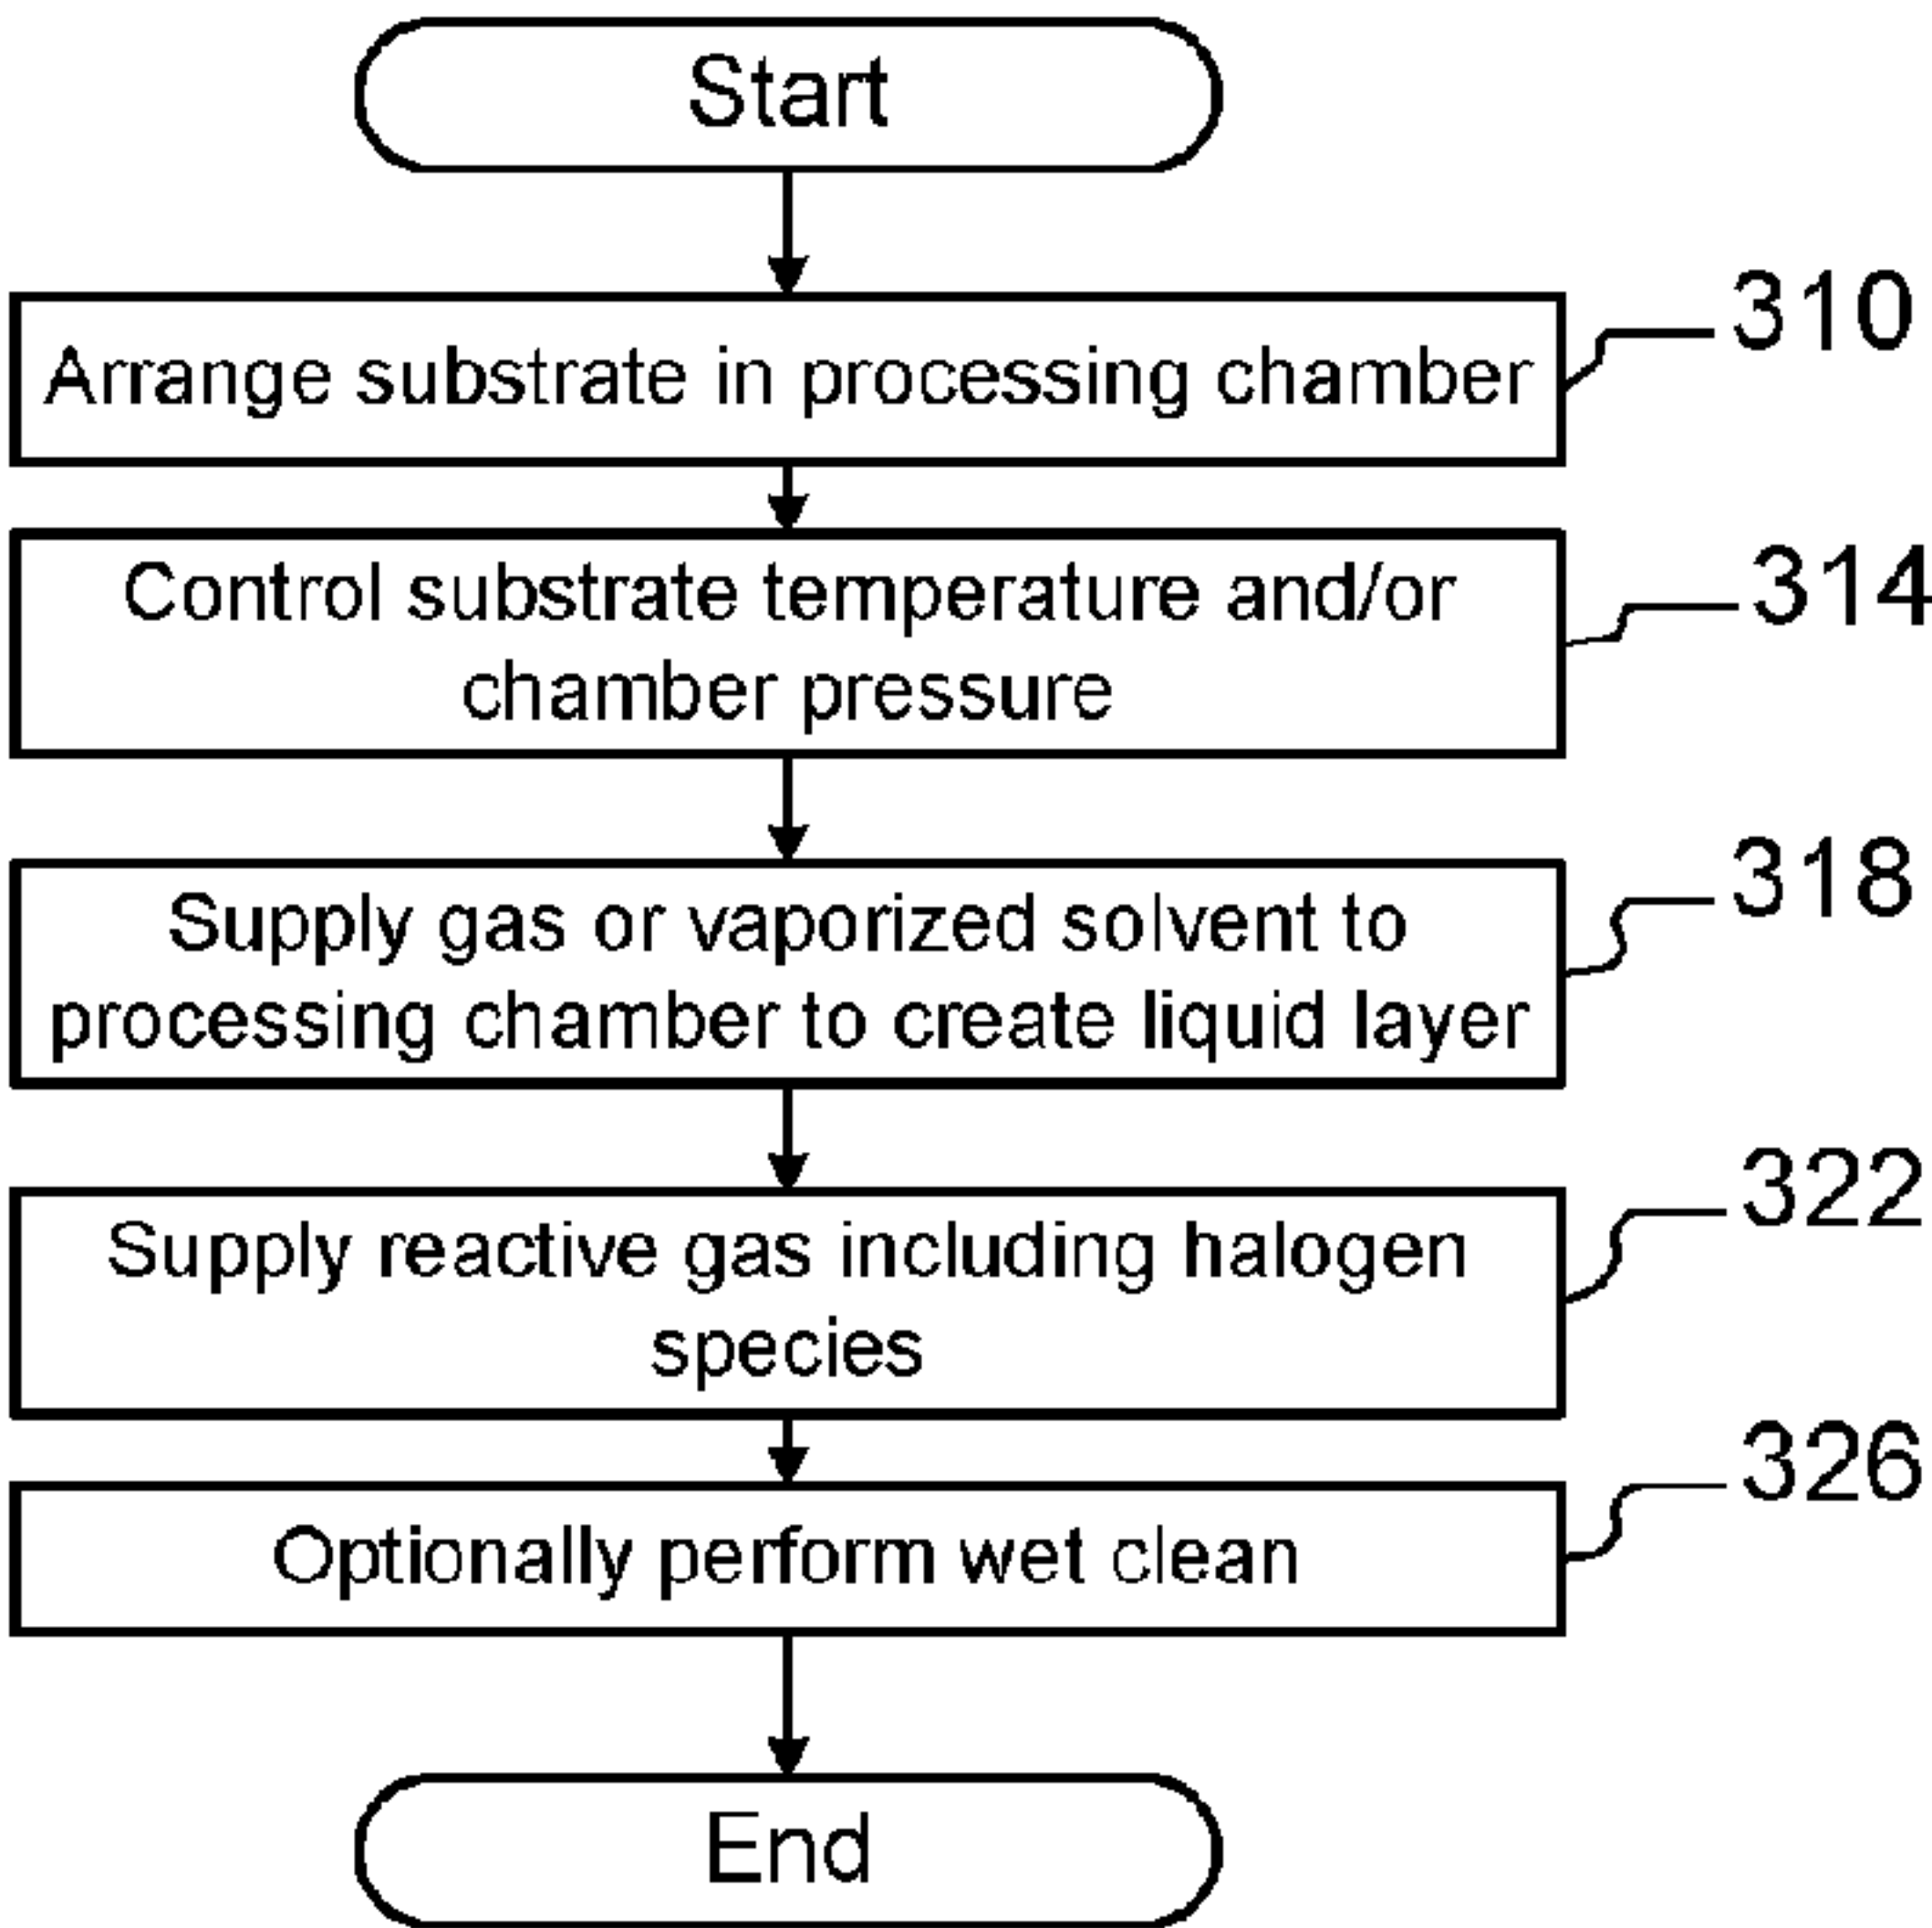 Start
Arrange substrate in processing chamber
310
Control substrate temperature and/or
chamber pressure
314
Supply gas or vaporized solvent to
processing chamber to create liquid layer
318
Supply reactive gas including halogen
species
322
Optionally perform wet clean
326
End